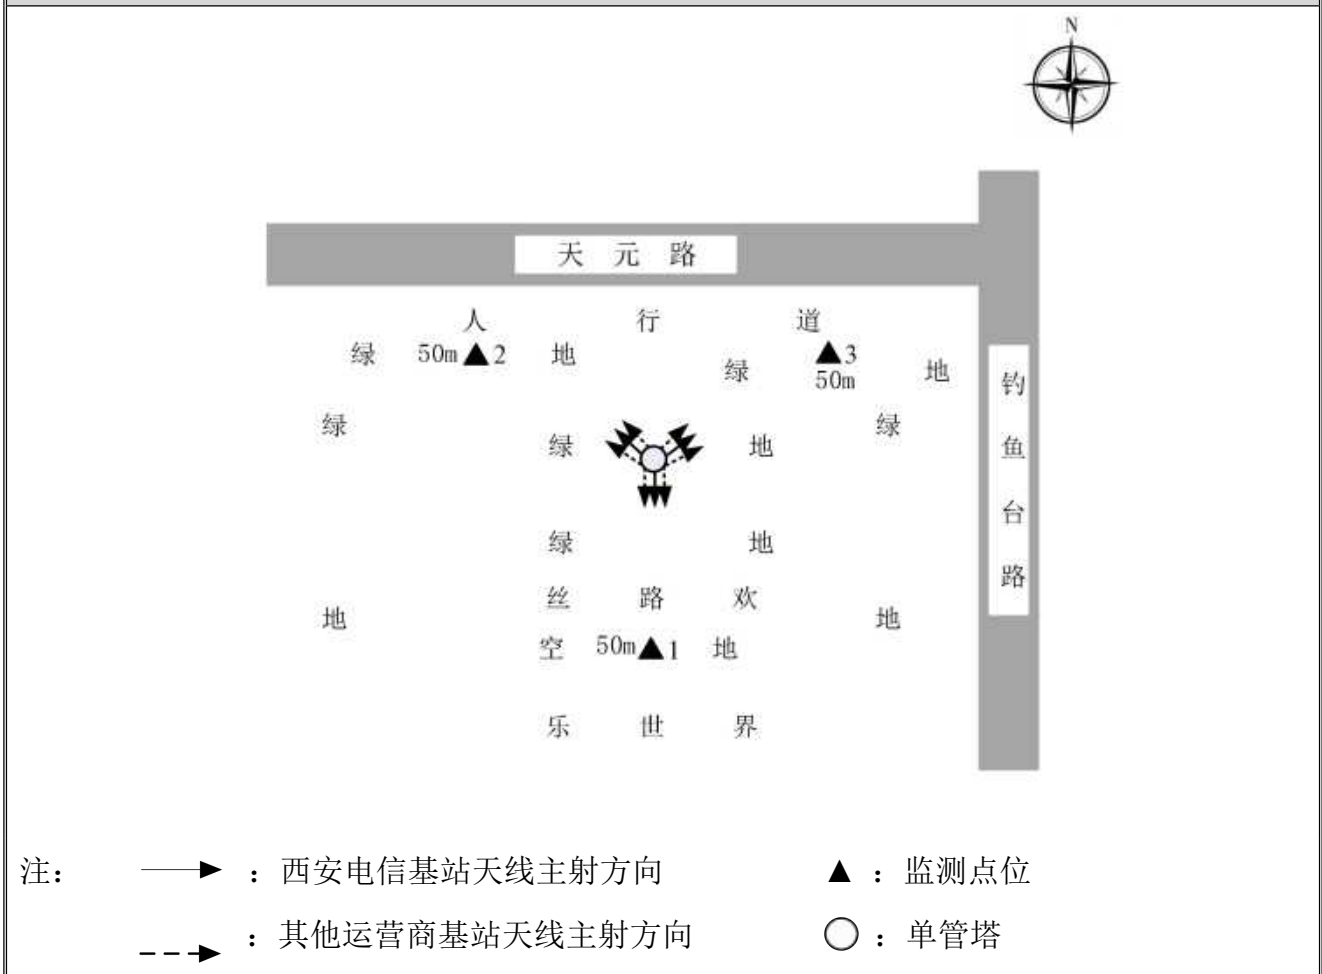 N
天 元 路
人 行 道
绿 50m ▲2 地 ▲3
绿 50m 地
绿 绿
绿 地
绿 地
丝 路 欢
地 地
空 50m▲1 地
乐 世 界
钓鱼台路
注: ：西安电信基站天线主射方向 ▲：监测点位
：其他运营商基站天线主射方向 ：单管塔